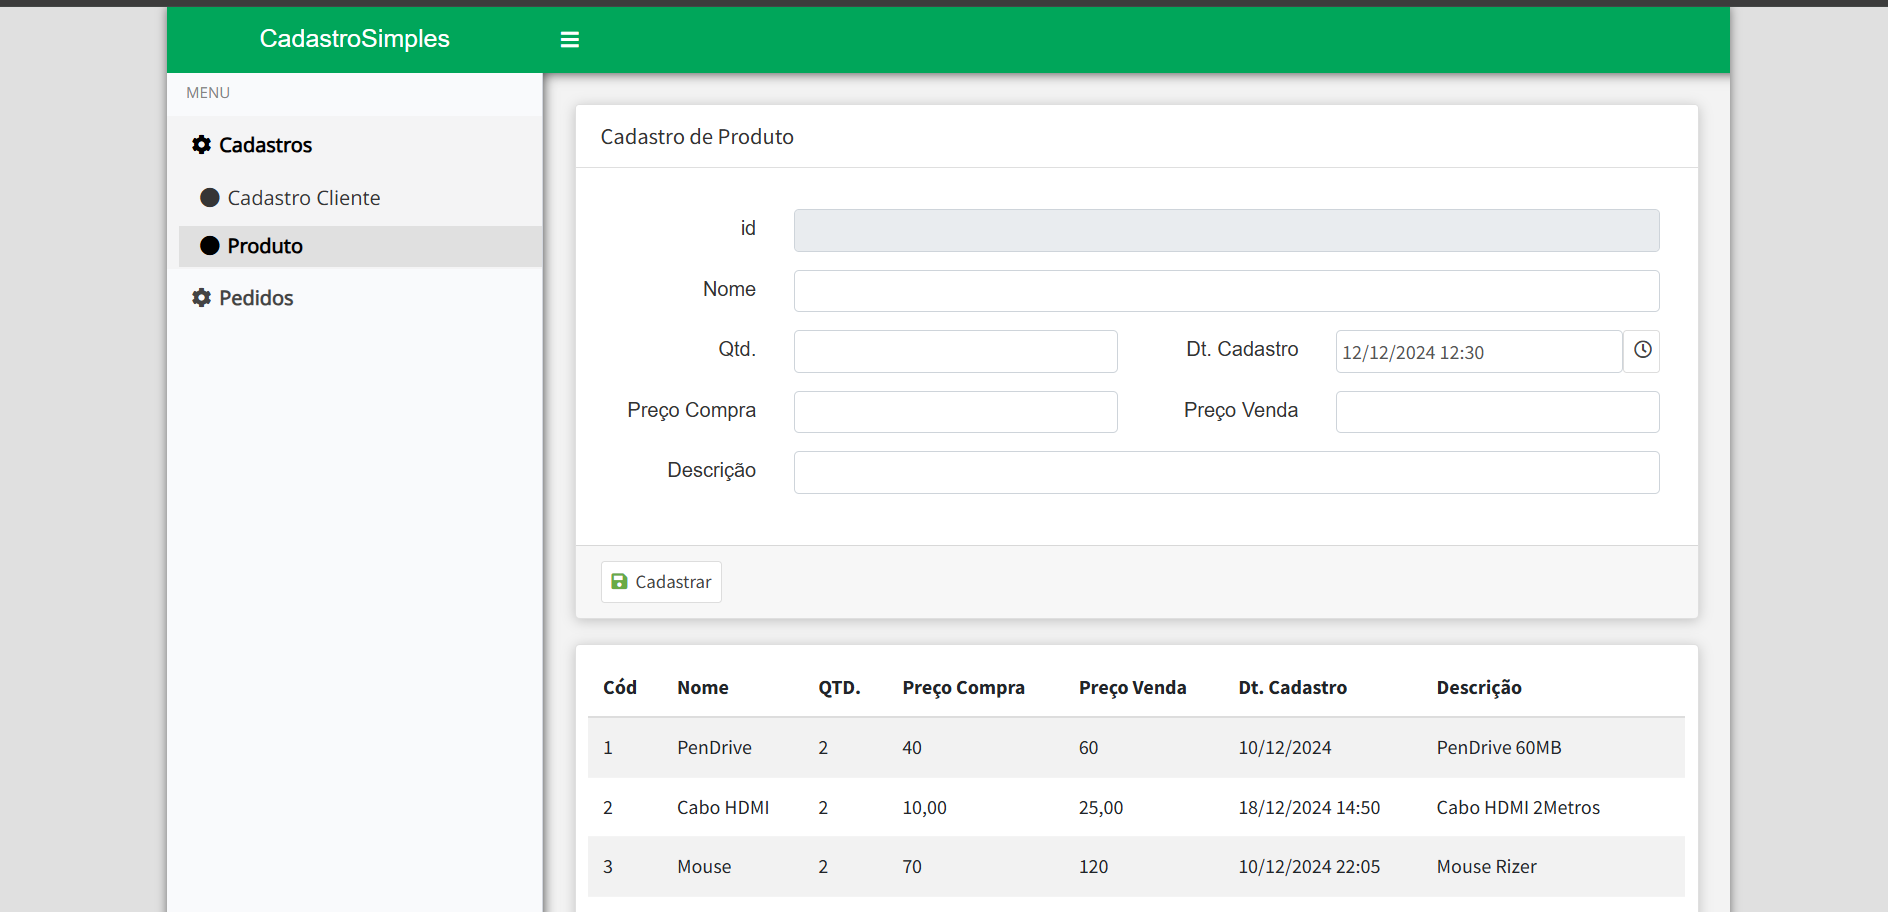 CadastroSimples
MENU
Cadastros
Cadastro Cliente
Produto
Pedidos
Cadastro de Produto
id
Nome
Qtd.
Dt. Cadastro 12/12/2024 12:30
Preço Compra
Preço Venda
Descrição
Cadastrar
Cód Nome QTD. Preço Compra Preço Venda Dt. Cadastro Descrição
1 PenDrive 2 40 60 10/12/2024 PenDrive 60MB
2 Cabo HDMI 2 10,00 25,00 18/12/2024 14:50 Cabo HDMI 2Metros
3 Mouse 2 70 120 10/12/2024 22:05 Mouse Rizer